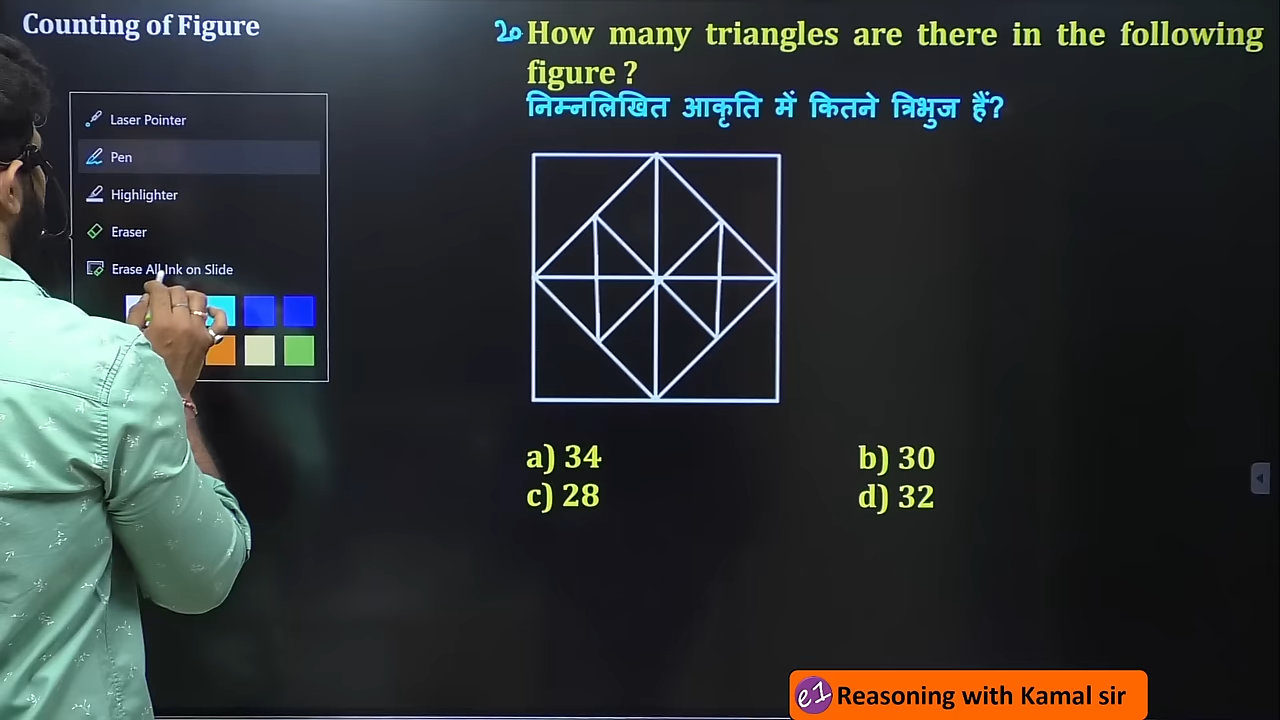 Counting of Figure
20 How many triangles are there in the following
figure ?
निम्नलिखित आकृति में कितने त्रिभुज हैं?
Laser Pointer
Pen
Highlighter
Eraser
Erase All Ink on Slide
a) 34
b) 30
c) 28
d) 32
e1 Reasoning with Kamal sir